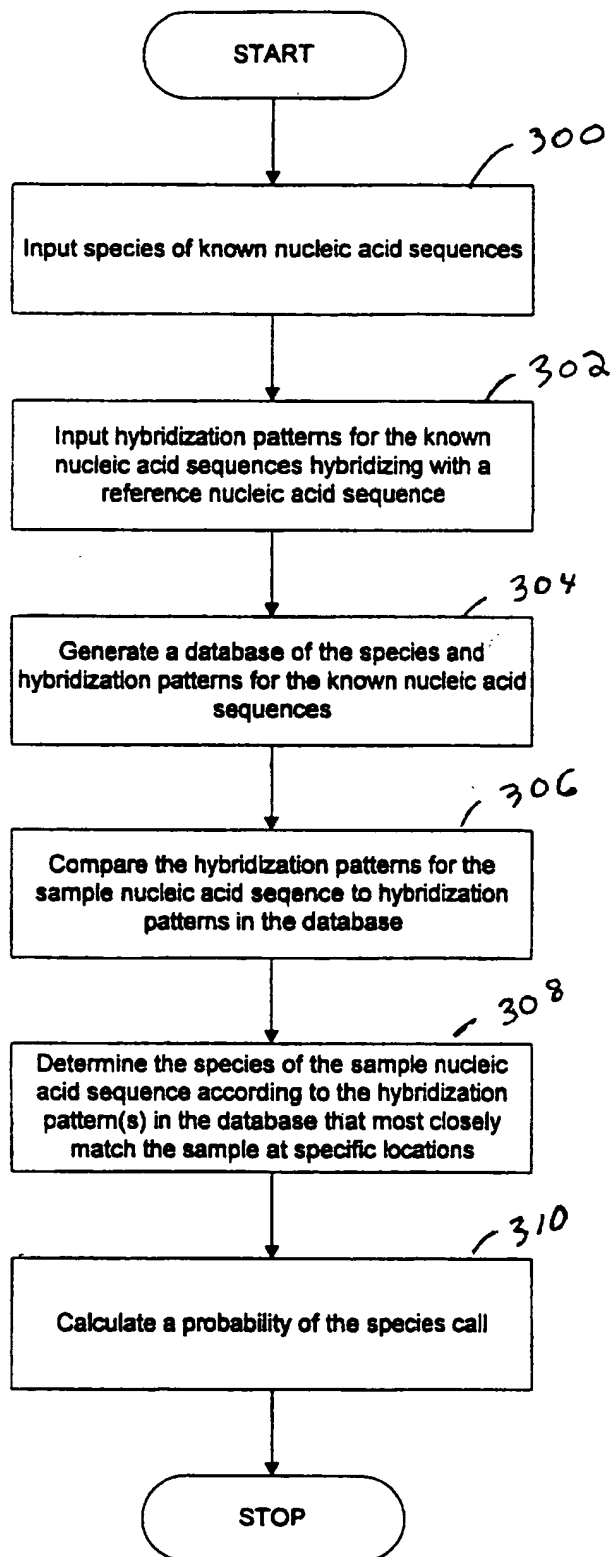 START
300
Input species of known nucleic acid sequences
302
Input hybridization patterns for the known
nucleic acid sequences hybridizing with a
reference nucleic acid sequence
304
Generate a database of the species and
hybridization patterns for the known nucleic acid
sequences
306
Compare the hybridization patterns for the
sample nucleic acid seqence to hybridization
patterns in the database
308
Determine the species of the sample nucleic
acid sequence according to the hybridization
pattern(s) in the database that most closely
match the sample at specific locations
310
Calculate a probability of the species call
STOP